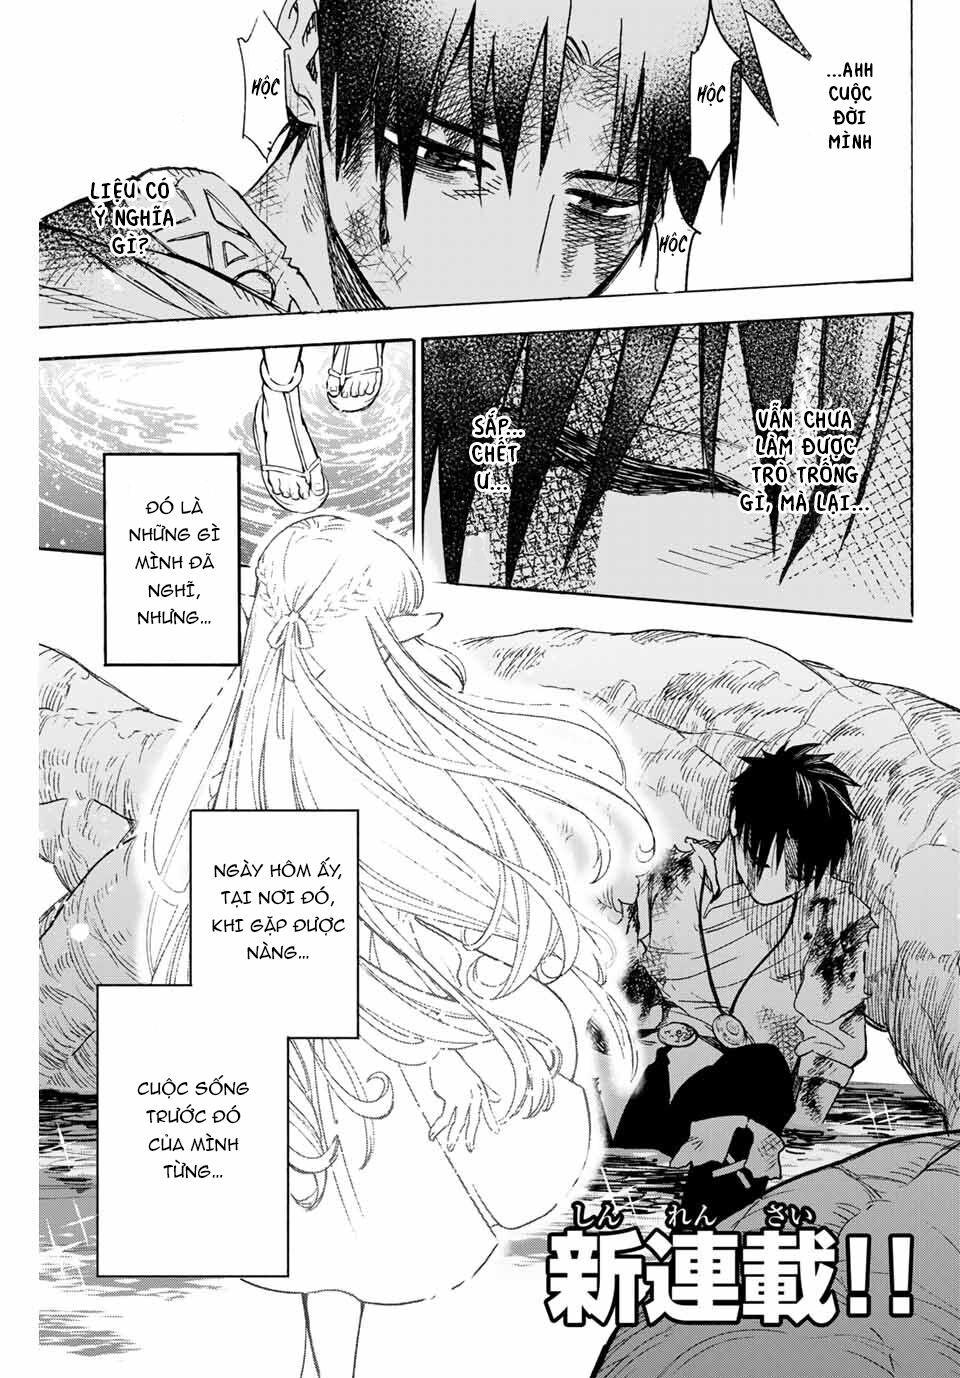 ...AHH
CUỘC
ĐỜI
MÌNH
HỘC
HỘC
HỘC
LIỆU CÓ
Ý NGHĨA
GÌ?
VẪN CHƯA
LÀM ĐƯỢC
TRÒ TRỐNG
GÌ, MÀ LẠI...
SẮP...
CHẾT
Ư...
ĐÓ LÀ
NHỮNG GÌ
MÌNH ĐÃ
NGHĨ,
NHƯNG...
NGÀY HÔM ẤY,
TẠI NƠI ĐÓ,
KHI GẶP ĐƯỢC
NÀNG...
CUỘC SỐNG
TRƯỚC ĐÓ
CỦA MÌNH
TỪNG...
しん れん さい
新連載!!